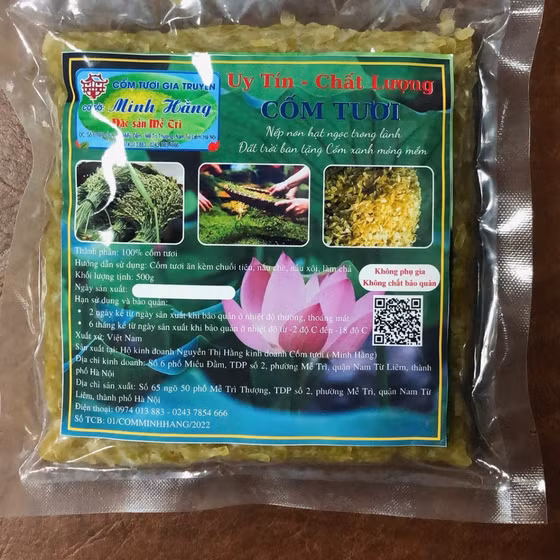 CỐM TƯƠI GIA TRUYỀN
Minh Hằng
Đặc sản Mễ Trì
Uy Tín - Chất Lượng
CỐM TƯƠI
Nếp non hạt ngọc trong lành
Đất trời ban tặng Cốm xanh mỏng mềm
Thành phần: 100% cốm tươi
Hướng dẫn sử dụng: Cốm tươi ăn kèm chuối tiêu, nấu chè, nấu xôi, làm chả
Khối lượng tịnh: 500g
Ngày sản xuất:
Không phụ gia
Không chất bảo quản
Hạn sử dụng và bảo quản:
• 2 ngày kể từ ngày sản xuất khi bảo quản ở nhiệt độ thường, thoáng mát
• 6 tháng kể từ ngày sản xuất khi bảo quản ở nhiệt độ từ -2 độ C đến -18 độ C
Xuất xứ: Việt Nam
Sản xuất tại: Hộ kinh doanh Nguyễn Thị Hằng kinh doanh Cốm tươi ( Minh Hằng)
Địa chỉ kinh doanh: Số 6 phố Miếu Đầm, TDP số 2, phường Mễ Trì, quận Nam Từ Liêm, thành
phố Hà Nội
Địa chỉ sản xuất: Số 65 ngõ 50 phố Mễ Trì Thượng, TDP số 2, phường Mễ Trì, quận Nam Từ
Liêm, thành phố Hà Nội
Điện thoại: 0974 013 883 - 0243 7854 666
Số TCB: 01/COMMINHHANG/2022